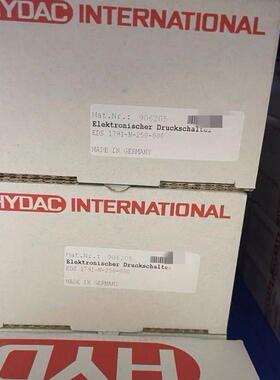 HYDAC INTERNATIONAL
Mat.Nr.: 906205
Elektronischer Druckschalter
EDS 1791-N-250-000
MADE IN GERMANY
HYDAC INTERNATIONAL
Mat.Nr.: 906205
Elektronischer Druckschalter
EDS 1791-N-250-000
MADE IN GERMANY
HYD